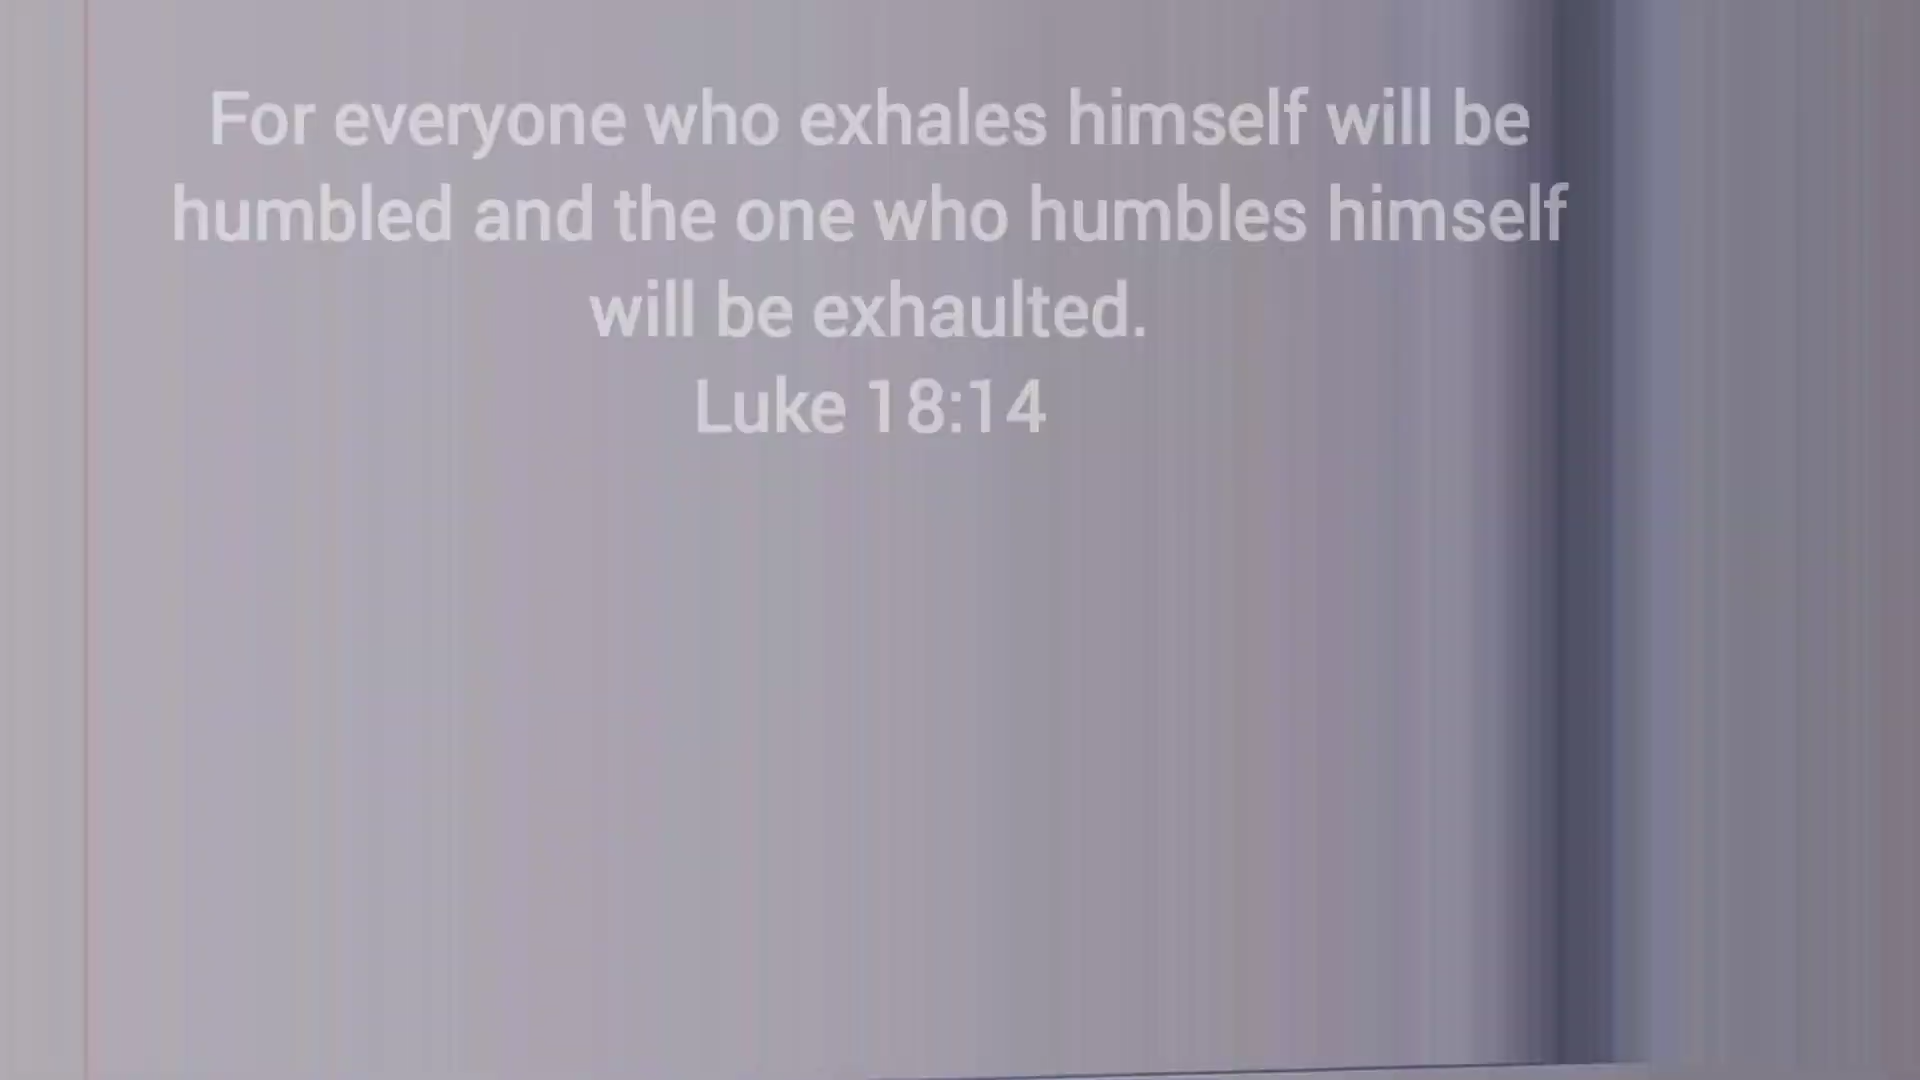 For everyone who exhales himself will be
humbled and the one who humbles himself
will be exhaulted.
Luke 18:14